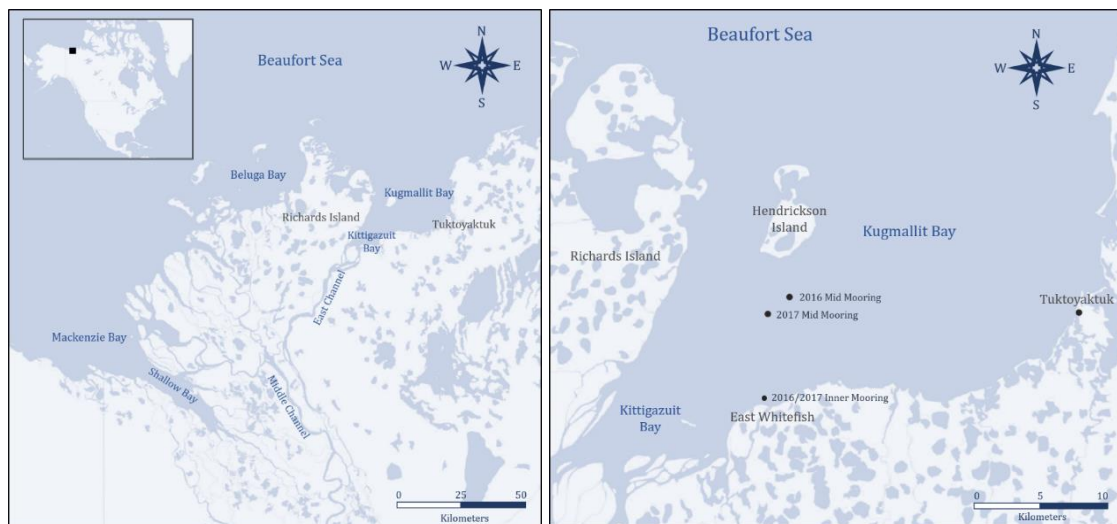 N
Beaufort Sea
W
E
S
Beluga Bay
Kugmallit Bay
Richards Island
Tuktoyaktuk
Kittigazuit
Bay
East Channel
Mackenzie Bay
Shallow Bay
Middle Channel
0
25
50
Kilometers
Beaufort Sea
N
W
E
S
Hendrickson
Island
Kugmallit Bay
Richards Island
2016 Mid Mooring
Tuktoyaktuk
2017 Mid Mooring
2016/2017 Inner Mooring
East Whitefish
Kittigazuit
Bay
0
5
10
Kilometers